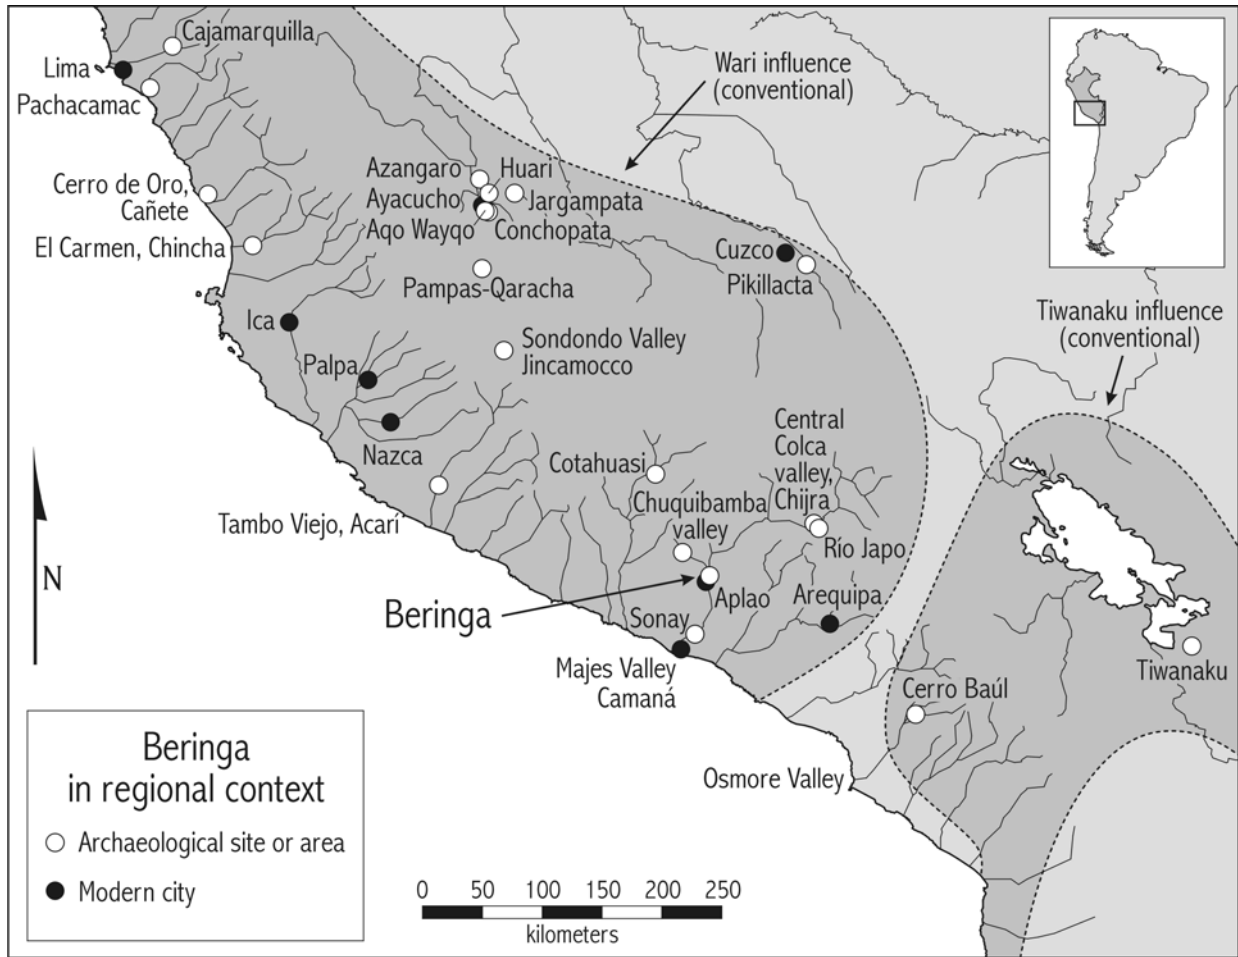 Cajamarquilla
Lima
Pachacamac
Wari influence
(conventional)
Azangaro
Huari
Cerro de Oro,
Cañete
Ayacucho
Jargampata
Aqo Wayqo
Conchopata
El Carmen, Chincha
Cuzco
Pikillacta
Pampas-Qaracha
Ica
Tiwanaku influence
(conventional)
Sondondo Valley
Jincamocco
Palpa
Nazca
Central
Colca
valley,
Chijra
Cotahuasi
Chuquibamba
valley
Tambo Viejo, Acarí
Río Japo
N
Beringa
Aplao
Arequipa
Sonay
Majes Valley
Camaná
Tiwanaku
Cerro Baúl
Osmore Valley
Beringa
in regional context
Archaeological site or area
Modern city
0 50 100 150 200 250
kilometers